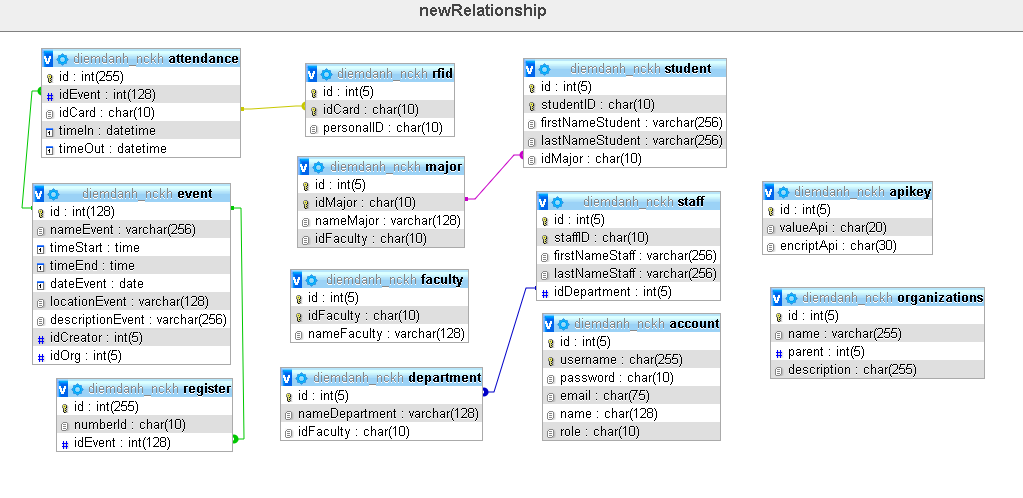 newRelationship
v diemdanh_nckh attendance
id : int(255)
# idEvent : int(128)
idCard : char(10)
timeIn : datetime
timeOut : datetime
v diemdanh_nckh rfid
id : int(5)
idCard : char(10)
personalID : char(10)
v diemdanh_nckh student
id : int(5)
studentID : char(10)
firstNameStudent : varchar(256)
lastNameStudent : varchar(256)
idMajor : char(10)
v diemdanh_nckh major
id : int(5)
idMajor : char(10)
nameMajor : varchar(128)
idFaculty : char(10)
v diemdanh_nckh event
id : int(128)
nameEvent : varchar(256)
timeStart : time
timeEnd : time
dateEvent : date
locationEvent : varchar(128)
descriptionEvent : varchar(256)
# idCreator : int(5)
# idOrg : int(5)
v diemdanh_nckh staff
id : int(5)
staffID : char(10)
firstNameStaff : varchar(256)
lastNameStaff : varchar(256)
# idDepartment : int(5)
v diemdanh_nckh apikey
id : int(5)
valueApi : char(20)
encriptApi : char(30)
v diemdanh_nckh faculty
id : int(5)
idFaculty : char(10)
nameFaculty : varchar(128)
v diemdanh_nckh organizations
id : int(5)
name : varchar(255)
# parent : int(5)
description : char(255)
v diemdanh_nckh account
id : int(5)
username : char(255)
password : char(10)
email : char(75)
name : char(128)
role : char(10)
v diemdanh_nckh department
id : int(5)
nameDepartment : varchar(128)
idFaculty : char(10)
v diemdanh_nckh register
id : int(255)
numberId : char(10)
# idEvent : int(128)